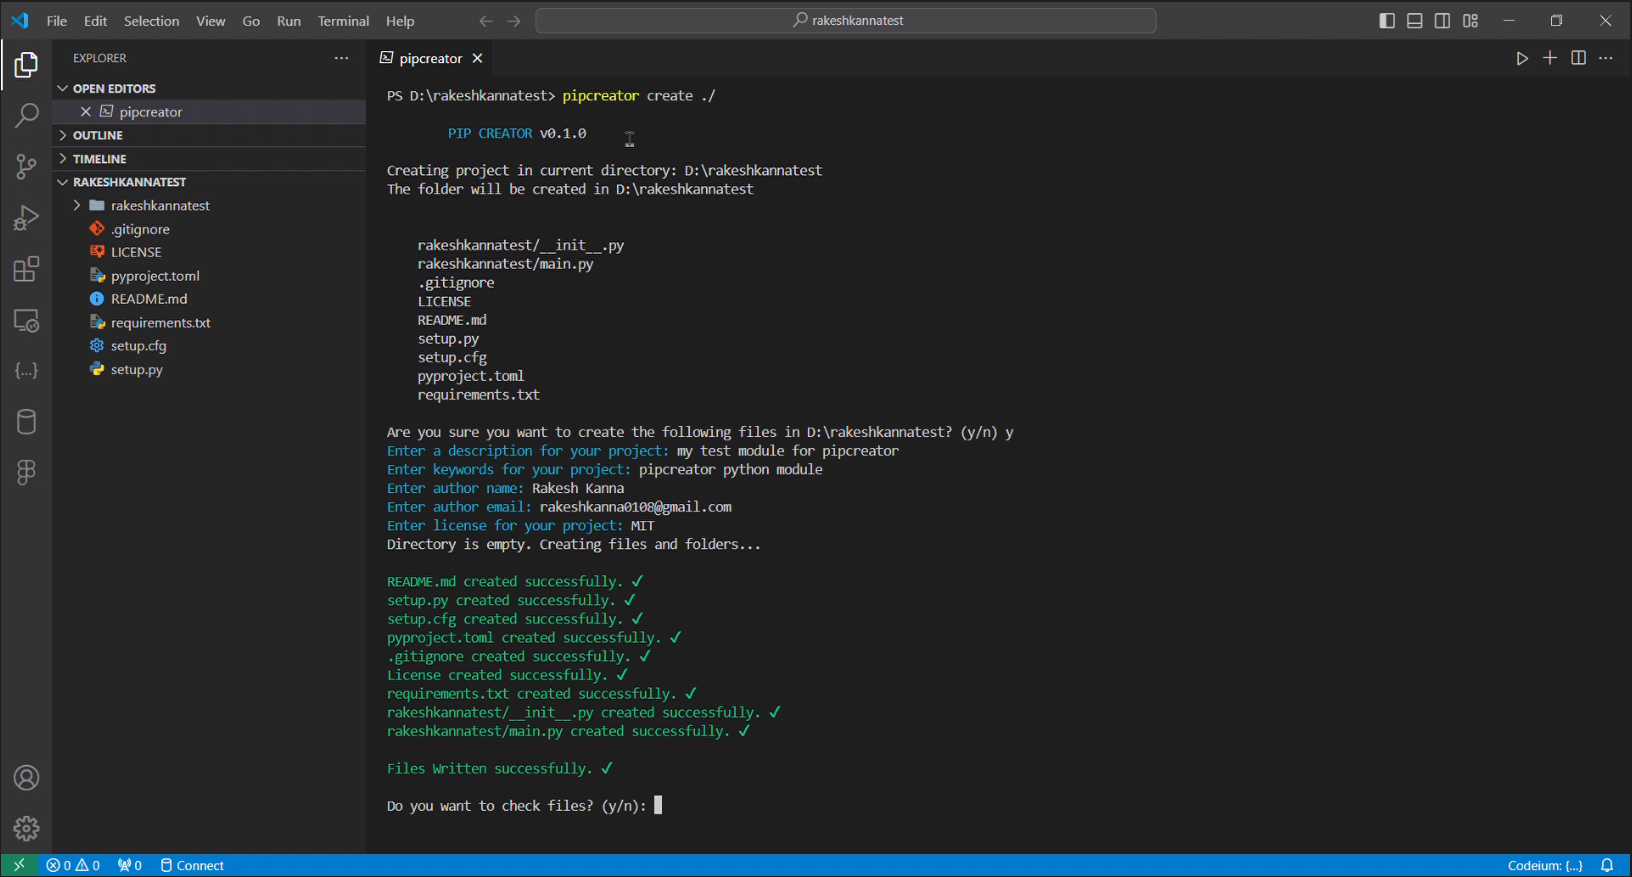 File Edit Selection View Go Run Terminal Help
rakeshkannatest
EXPLORER
OPEN EDITORS
pipcreator
OUTLINE
TIMELINE
RAKESHKANNATEST
rakeshkannatest
.gitignore
LICENSE
pyproject.toml
README.md
requirements.txt
setup.cfg
setup.py
pipcreator
PS D:\rakeshkannatest> pipcreator create ./
PIP CREATOR v0.1.0
Creating project in current directory: D:\rakeshkannatest
The folder will be created in D:\rakeshkannatest
rakeshkannatest/__init__.py
rakeshkannatest/main.py
.gitignore
LICENSE
README.md
setup.py
setup.cfg
pyproject.toml
requirements.txt
Are you sure you want to create the following files in D:\rakeshkannatest? (y/n) y
Enter a description for your project: my test module for pipcreator
Enter keywords for your project: pipcreator python module
Enter author name: Rakesh Kanna
Enter author email: rakeshkanna0108@gmail.com
Enter license for your project: MIT
Directory is empty. Creating files and folders...
README.md created successfully. ✓
setup.py created successfully. ✓
setup.cfg created successfully. ✓
pyproject.toml created successfully. ✓
.gitignore created successfully. ✓
License created successfully. ✓
requirements.txt created successfully. ✓
rakeshkannatest/__init__.py created successfully. ✓
rakeshkannatest/main.py created successfully. ✓
Files Written successfully. ✓
Do you want to check files? (y/n):
0 0 0 Connect
Codeium: {...}